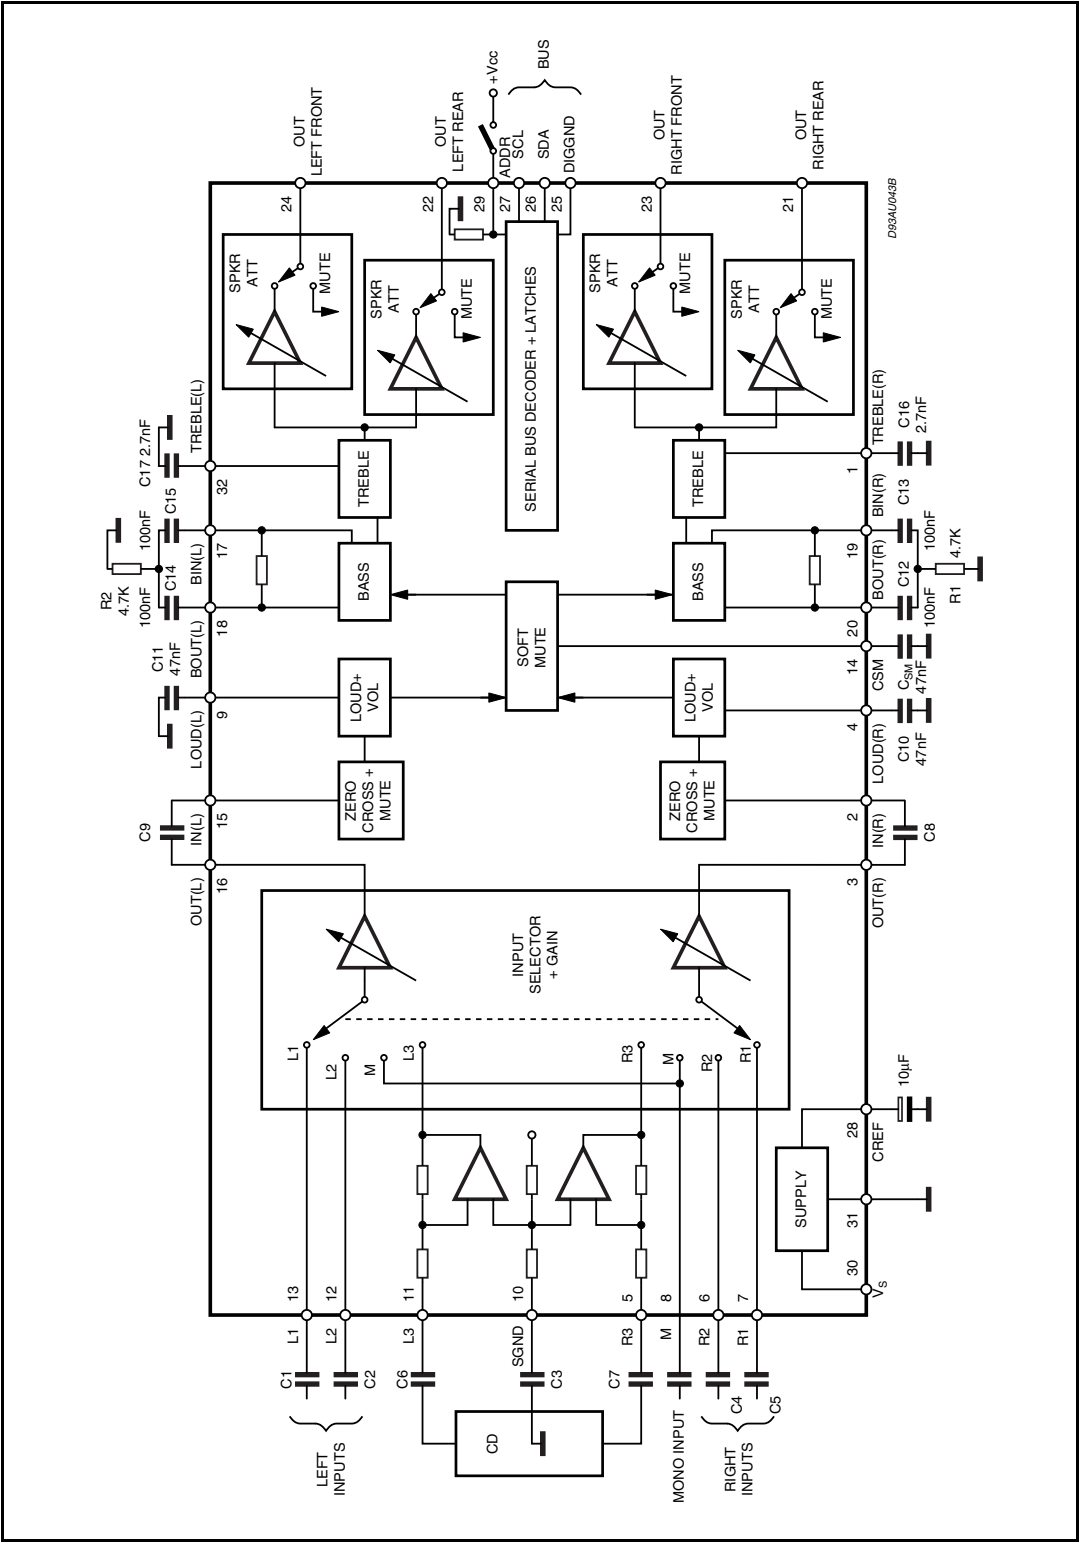 LEFT
INPUTS
C1
L1
13
L1
C2
L2
12
L2
M
C6
L3
11
L3
CD
C3
SGND
10
C7
R3
5
R3
MONO INPUT
M
8
M
RIGHT
INPUTS
C4
R2
6
R2
C5
R1
7
R1
INPUT
SELECTOR
+ GAIN
SUPPLY
VS
30
31
28
CREF
10µF
OUT(L)
16
C9
IN(L)
15
ZERO
CROSS +
MUTE
LOUD(L)
9
C11
47nF
LOUD+
VOL
BOUT(L)
18
R2
4.7K
100nF
C14
BIN(L)
17
100nF
C15
BASS
TREBLE(L)
32
C17 2.7nF
TREBLE
SOFT
MUTE
SERIAL BUS DECODER + LATCHES
OUT(R)
3
C8
IN(R)
2
ZERO
CROSS +
MUTE
LOUD(R)
4
C10
47nF
LOUD+
VOL
CSM
14
CSM
47nF
BOUT(R)
20
C12
100nF
R1
4.7K
BIN(R)
19
C13
100nF
BASS
TREBLE(R)
1
C16
2.7nF
TREBLE
SPKR
ATT
MUTE
24
OUT
LEFT FRONT
SPKR
ATT
MUTE
22
OUT
LEFT REAR
29
ADDR
+Vcc
27
SCL
26
SDA
25
DIGGND
BUS
SPKR
ATT
MUTE
23
OUT
RIGHT FRONT
SPKR
ATT
MUTE
21
OUT
RIGHT REAR
D93AU043B